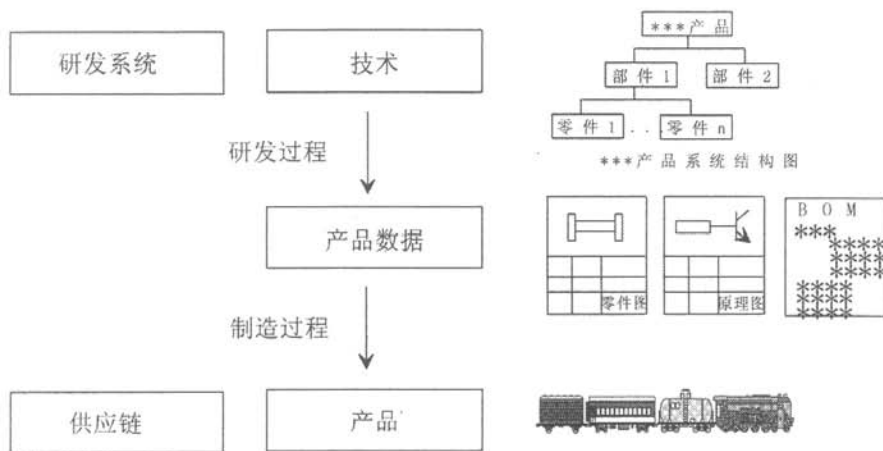 研发系统
技术
***产品
部件1
部件2
零件1 . . 零件n
***产品系统结构图
研发过程
产品数据
零件图
原理图
BOM
***
****
****
****
****
****
****
制造过程
供应链
产品